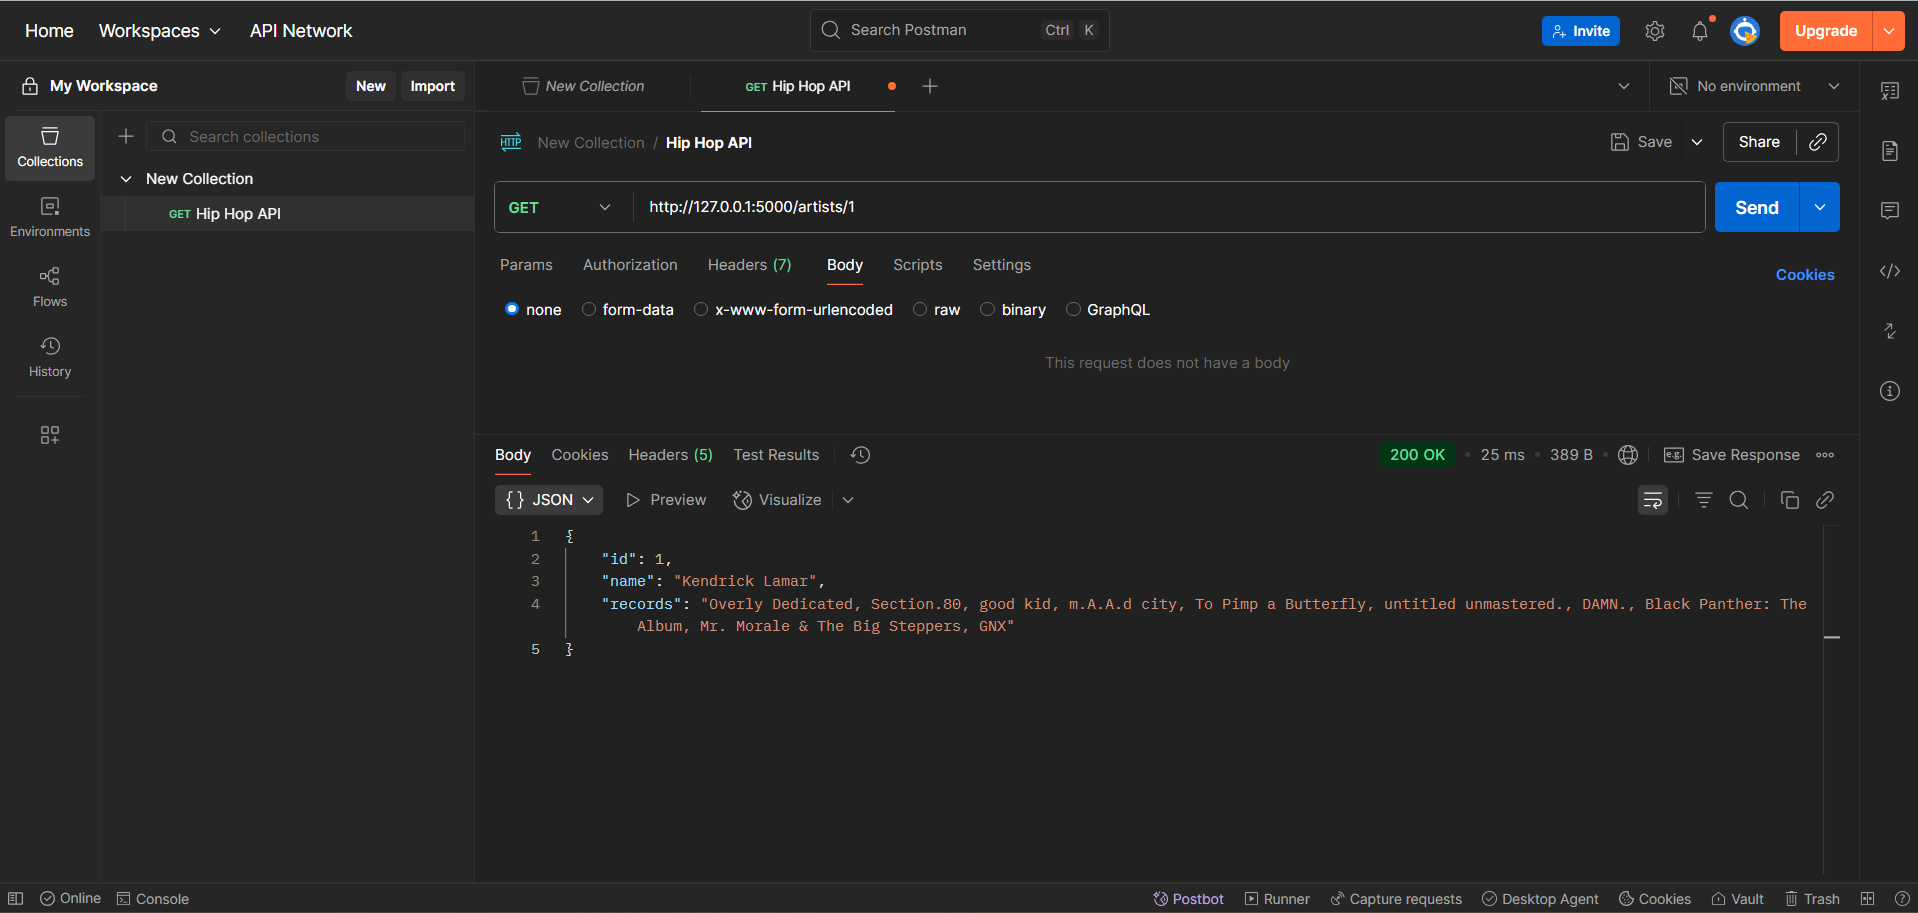 Home Workspaces API Network Search Postman Ctrl K Invite Upgrade
My Workspace New Import New Collection GET Hip Hop API No environment
Collections
Search collections
New Collection / Hip Hop API Save Share
New Collection
GET Hip Hop API
GET http://127.0.0.1:5000/artists/1 Send
Environments
Params Authorization Headers (7) Body Scripts Settings Cookies
Flows
none form-data x-www-form-urlencoded raw binary GraphQL
History
This request does not have a body
Body Cookies Headers (5) Test Results 200 OK • 25 ms • 389 B • e.g. Save Response
{} JSON Preview Visualize
1 {
2 "id": 1,
3 "name": "Kendrick Lamar",
4 "records": "Overly Dedicated, Section.80, good kid, m.A.A.d city, To Pimp a Butterfly, untitled unmastered., DAMN., Black Panther: The
Album, Mr. Morale & The Big Steppers, GNX"
5 }
Online Console Postbot Runner Capture requests Desktop Agent Cookies Vault Trash